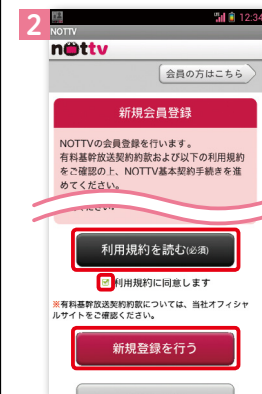 2
12:34
NOTTV
nottv
会員の方はこちら
新規会員登録
NOTTVの会員登録を行います。
有料基幹放送契約約款および以下の利用規約
をご確認の上、NOTTV基本契約手続きを進
めてください。
ください。
利用規約を読む(必須)
利用規約に同意します
※有料基幹放送契約約款については、当社オフィシャ
ルサイトをご確認ください。
新規登録を行う